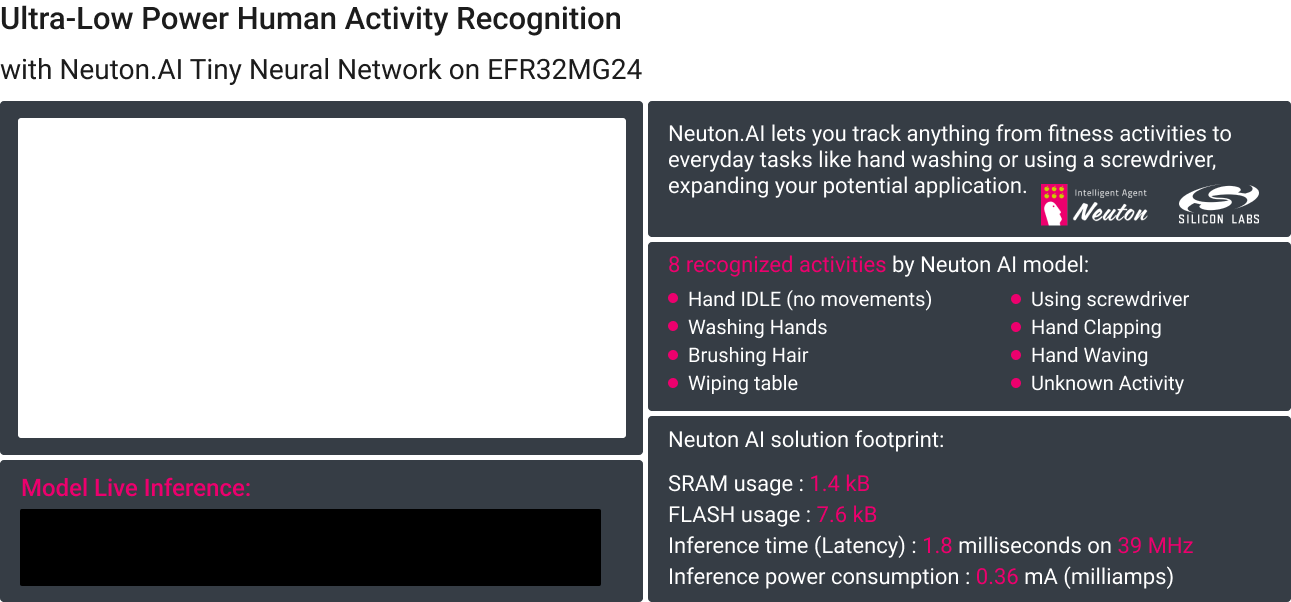 Ultra-Low Power Human Activity Recognition
with Neuton.AI Tiny Neural Network on EFR32MG24
Neuton.AI lets you track anything from fitness activities to
everyday tasks like hand washing or using a screwdriver,
expanding your potential application.
Intelligent Agent
Neuton
SILICON LABS
8 recognized activities by Neuton AI model:
Hand IDLE (no movements)
Washing Hands
Brushing Hair
Wiping table
Using screwdriver
Hand Clapping
Hand Waving
Unknown Activity
Model Live Inference:
Neuton AI solution footprint:
SRAM usage : 1.4 kB
FLASH usage : 7.6 kB
Inference time (Latency) : 1.8 milliseconds on 39 MHz
Inference power consumption : 0.36 mA (milliamps)